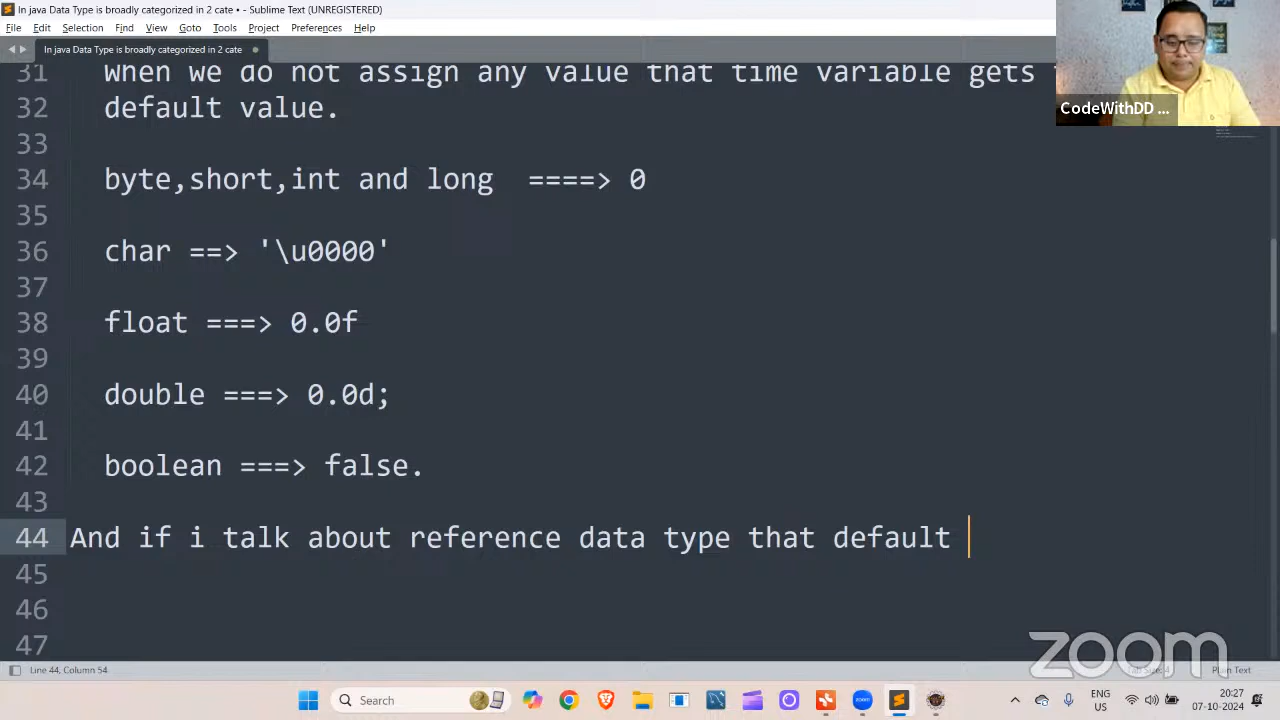 In java Data Type is broadly categorized in 2 cate • - Sublime Text (UNREGISTERED)
File Edit Selection Find View Goto Tools Project Preferences Help
In java Data Type is broadly categorized in 2 cate
31 when we do not assign any value that time variable gets
32 default value.
33
34 byte,short,int and long ====> 0
35
36 char ==> '\u0000'
37
38 float ===> 0.0f
39
40 double ===> 0.0d;
41
42 boolean ===> false.
43
44 And if i talk about reference data type that default
45
46
47
CodeWithDD ...
zoom
Line 44, Column 54
Tab Size: 4
Plain Text
Search
ENG
US
20:27
07-10-2024